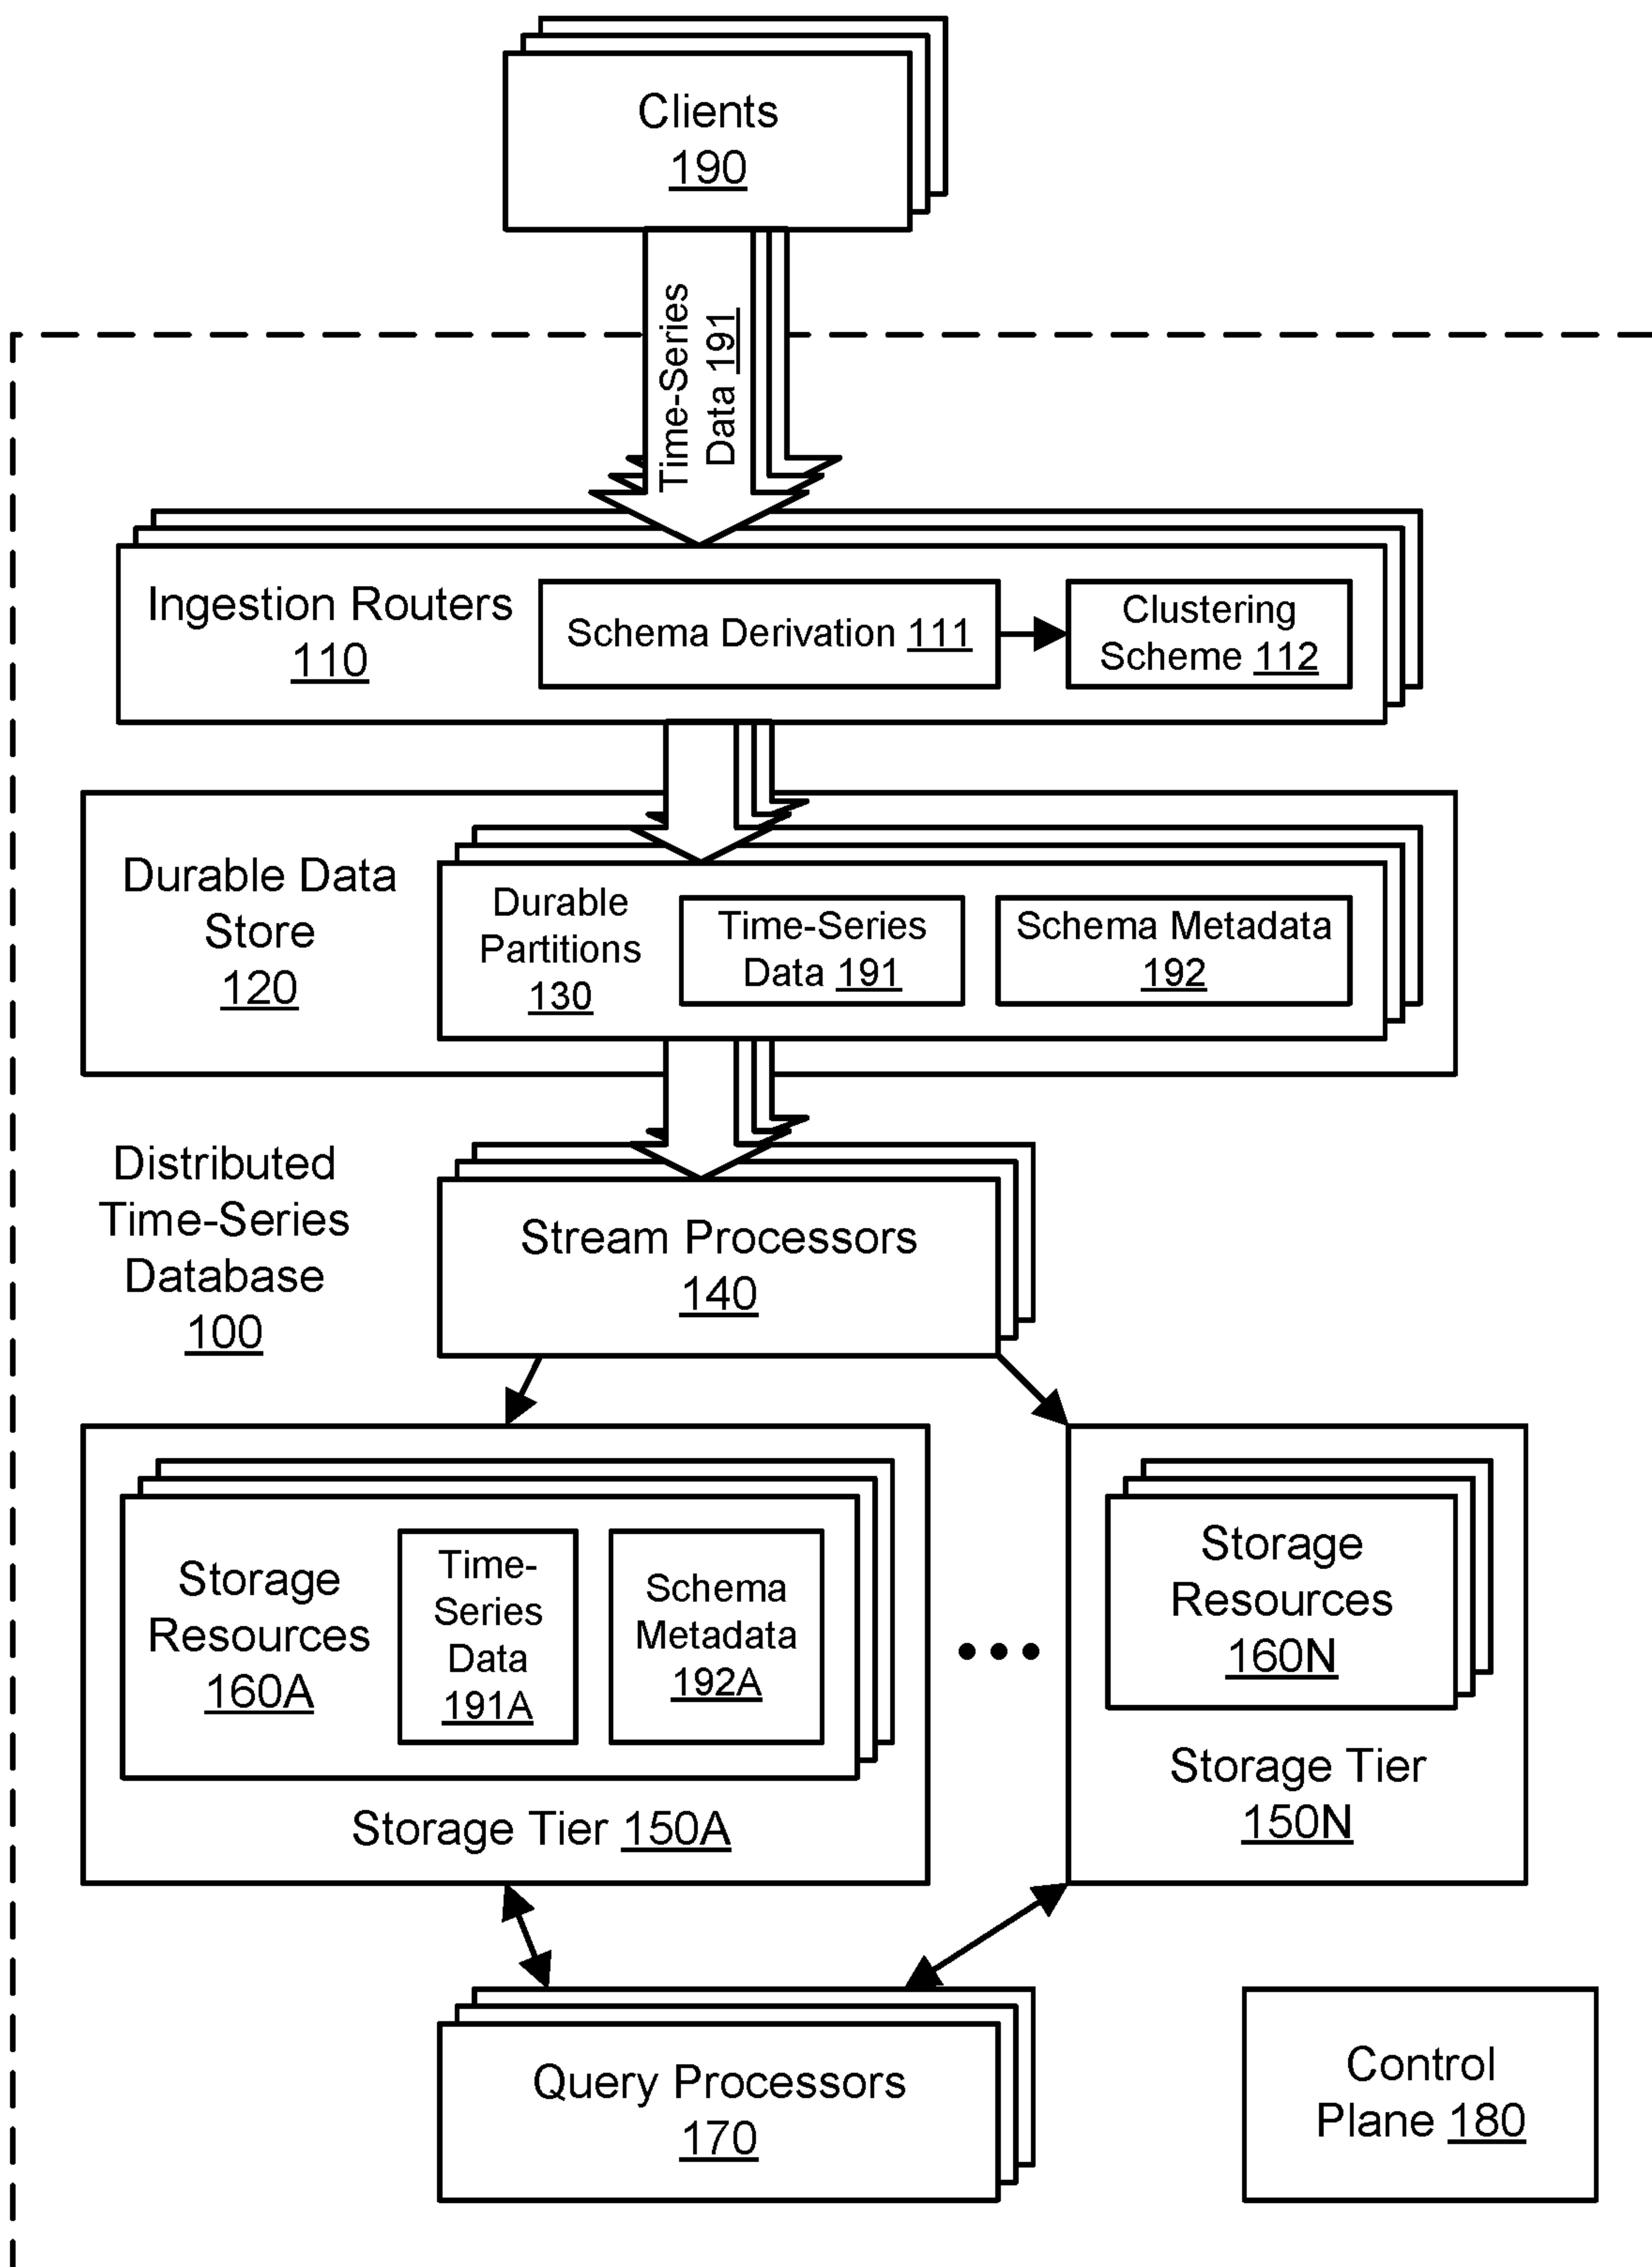 Clients
190
Time-Series
Data 191
Ingestion Routers
110
Schema Derivation 111
Clustering
Scheme 112
Durable Data
Store
120
Durable
Partitions
130
Time-Series
Data 191
Schema Metadata
192
Distributed
Time-Series
Database
100
Stream Processors
140
Storage
Resources
160A
Time-
Series
Data
191A
Schema
Metadata
192A
Storage Tier 150A
Storage
Resources
160N
Storage Tier
150N
Query Processors
170
Control
Plane 180